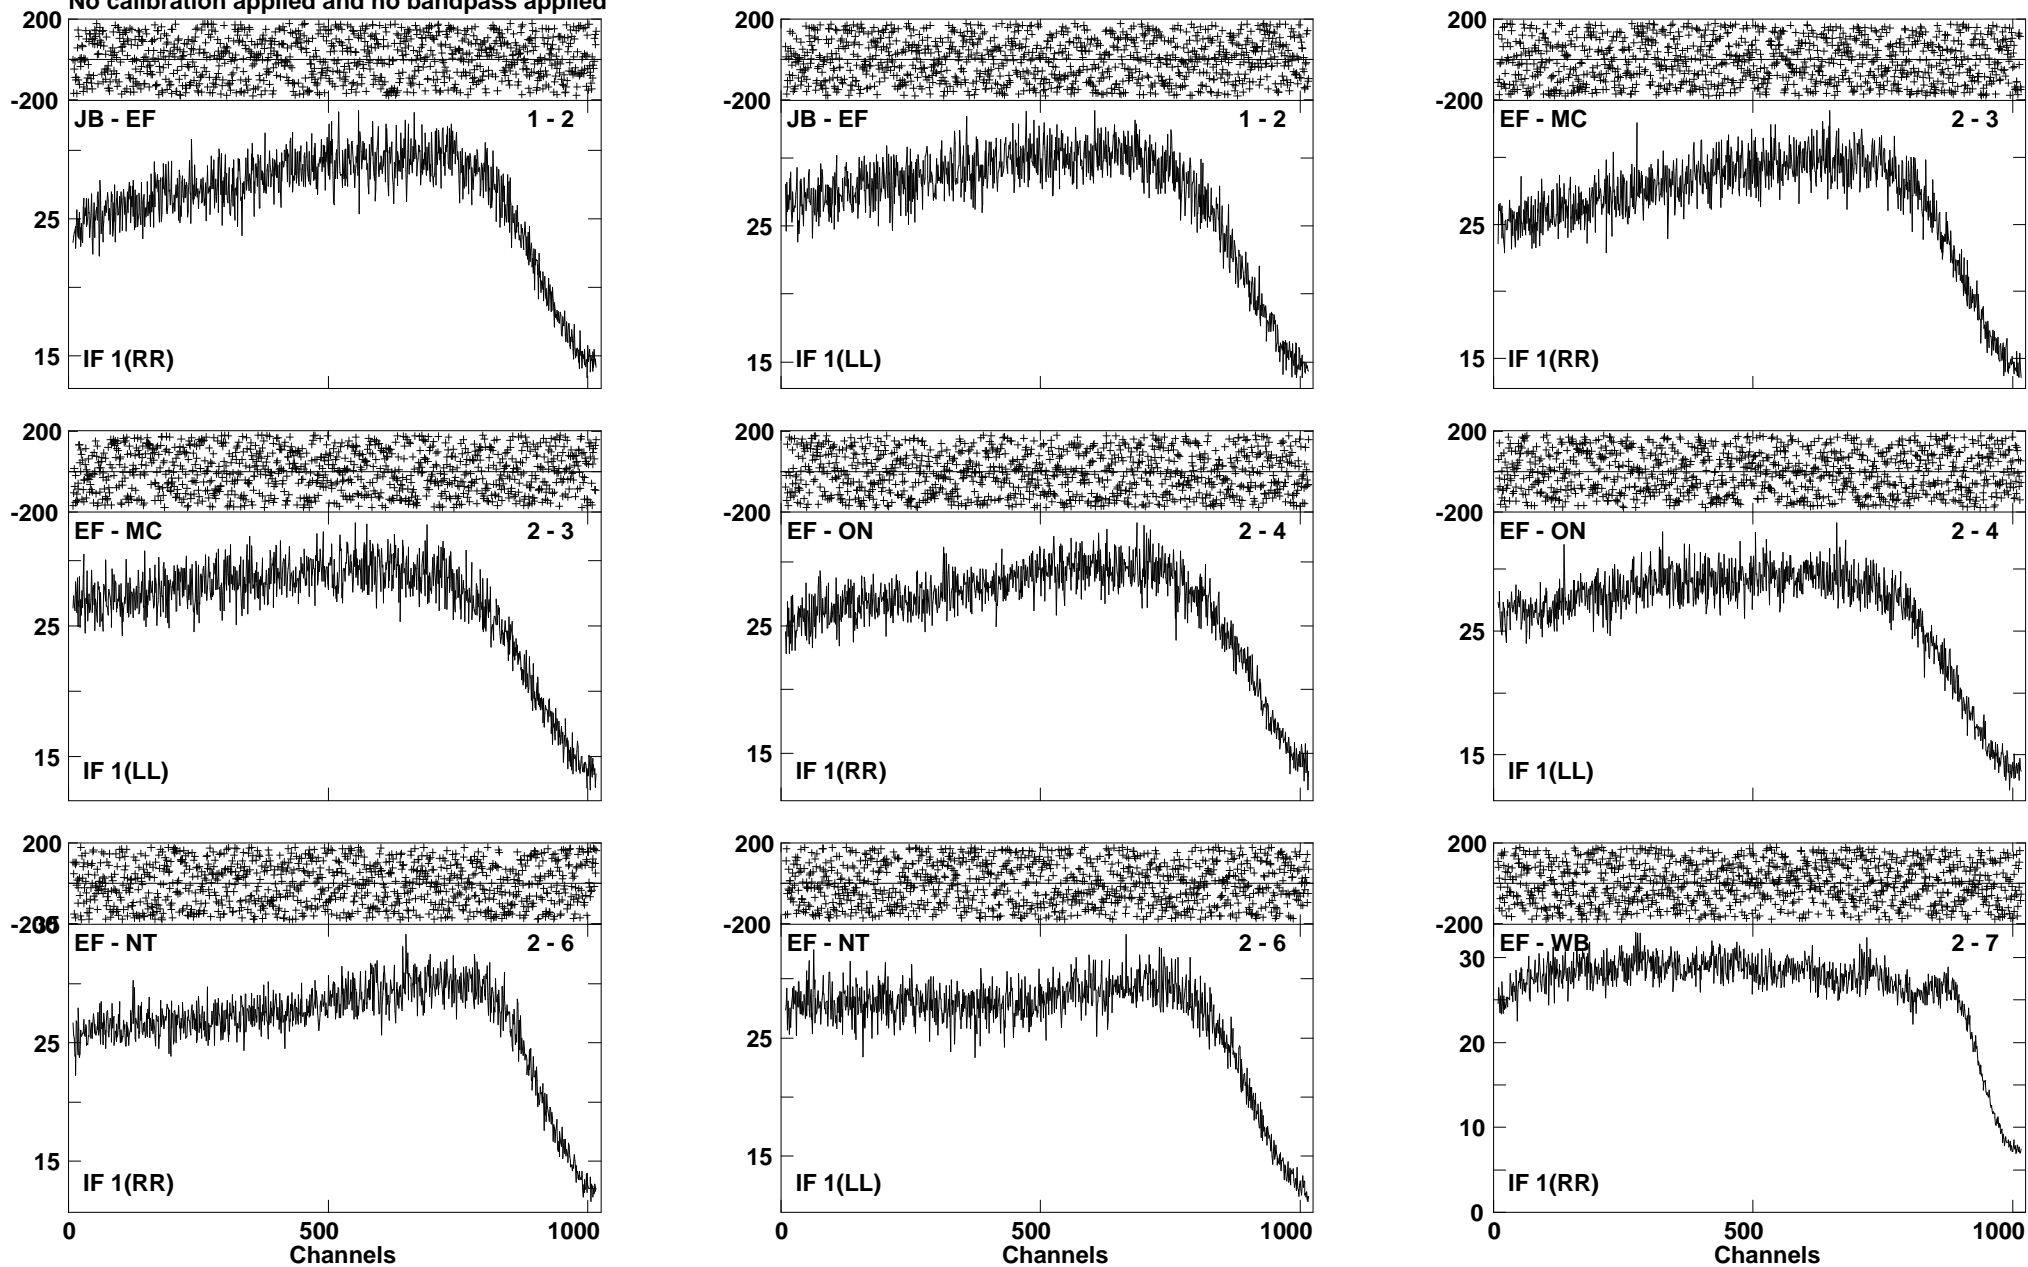 No calibration applied and no bandpass applied
200 200 200
-200 -200 -200
JB - EF 1 - 2 JB - EF 1 - 2 EF - MC 2 - 3
25 25 25
15 IF 1(RR) 15 IF 1(LL) 15 IF 1(RR)
200 200 200
-200 -200 -200
EF - MC 2 - 3 EF - ON 2 - 4 EF - ON 2 - 4
25 25 25
15 IF 1(LL) 15 IF 1(RR) 15 IF 1(LL)
200 200 200
-200 -200 -200
EF - NT 2 - 6 EF - NT 2 - 6 EF - WB 2 - 7
30
25 25 20
15 15 10
IF 1(RR) IF 1(LL) IF 1(RR)
0
0 500 1000 0 500 1000 0 500 1000
Channels Channels Channels